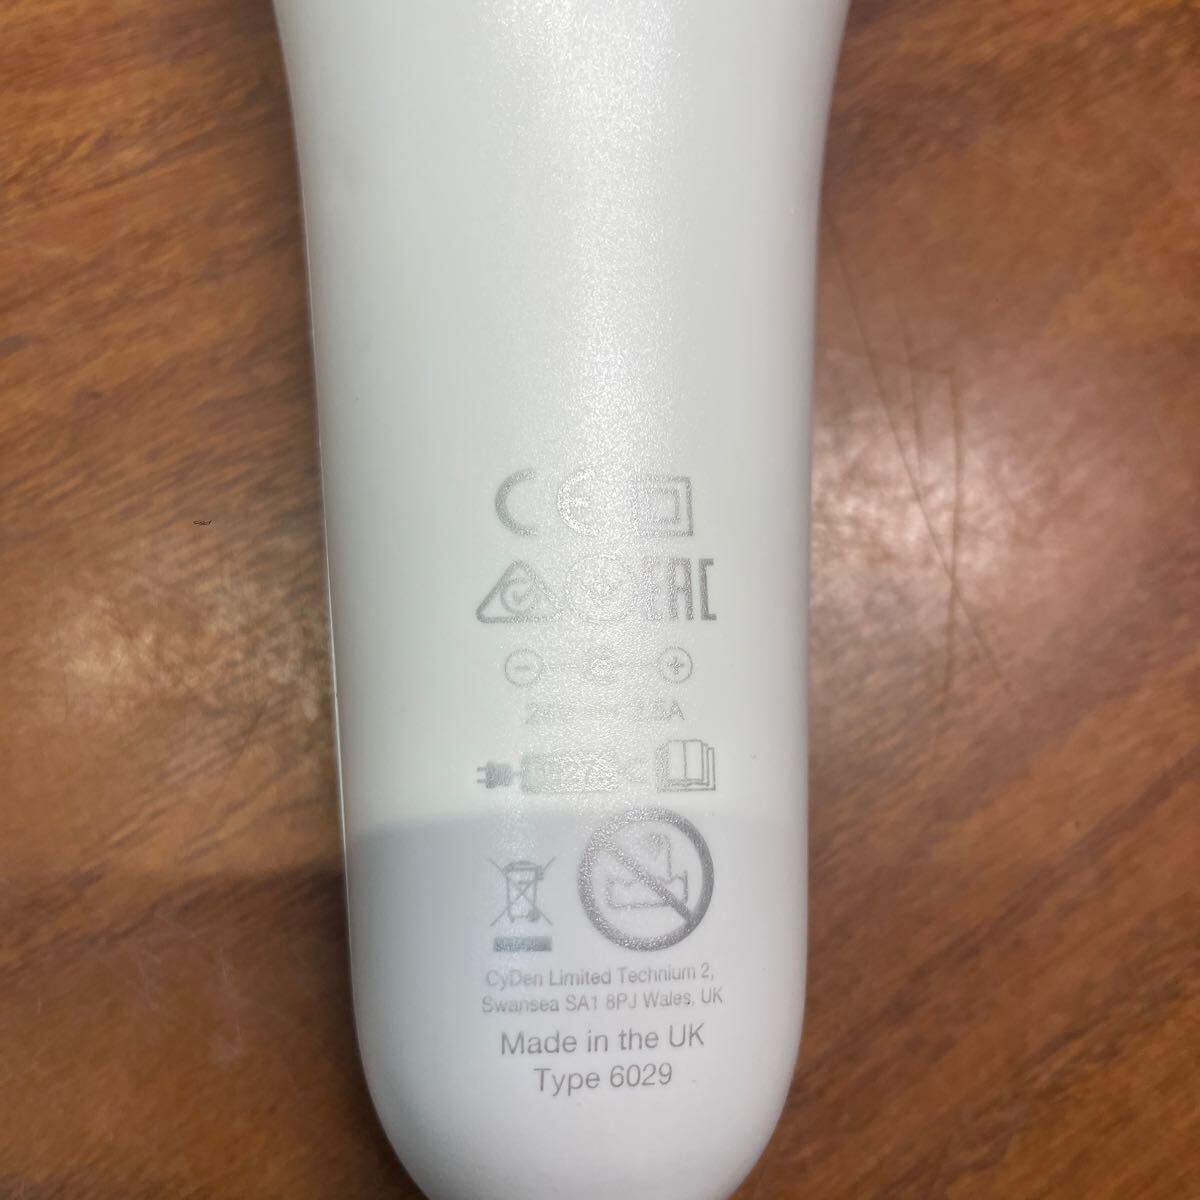 CE
EAC
CyDen Limited Technium 2,
Swansea SA1 8PJ Wales, UK
Made in the UK
Type 6029